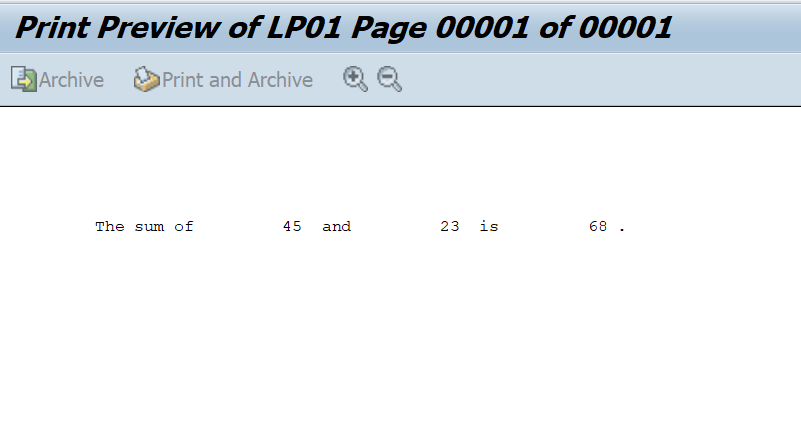 Print Preview of LP01 Page 00001 of 00001
Archive Print and Archive
The sum of 45 and 23 is 68 .